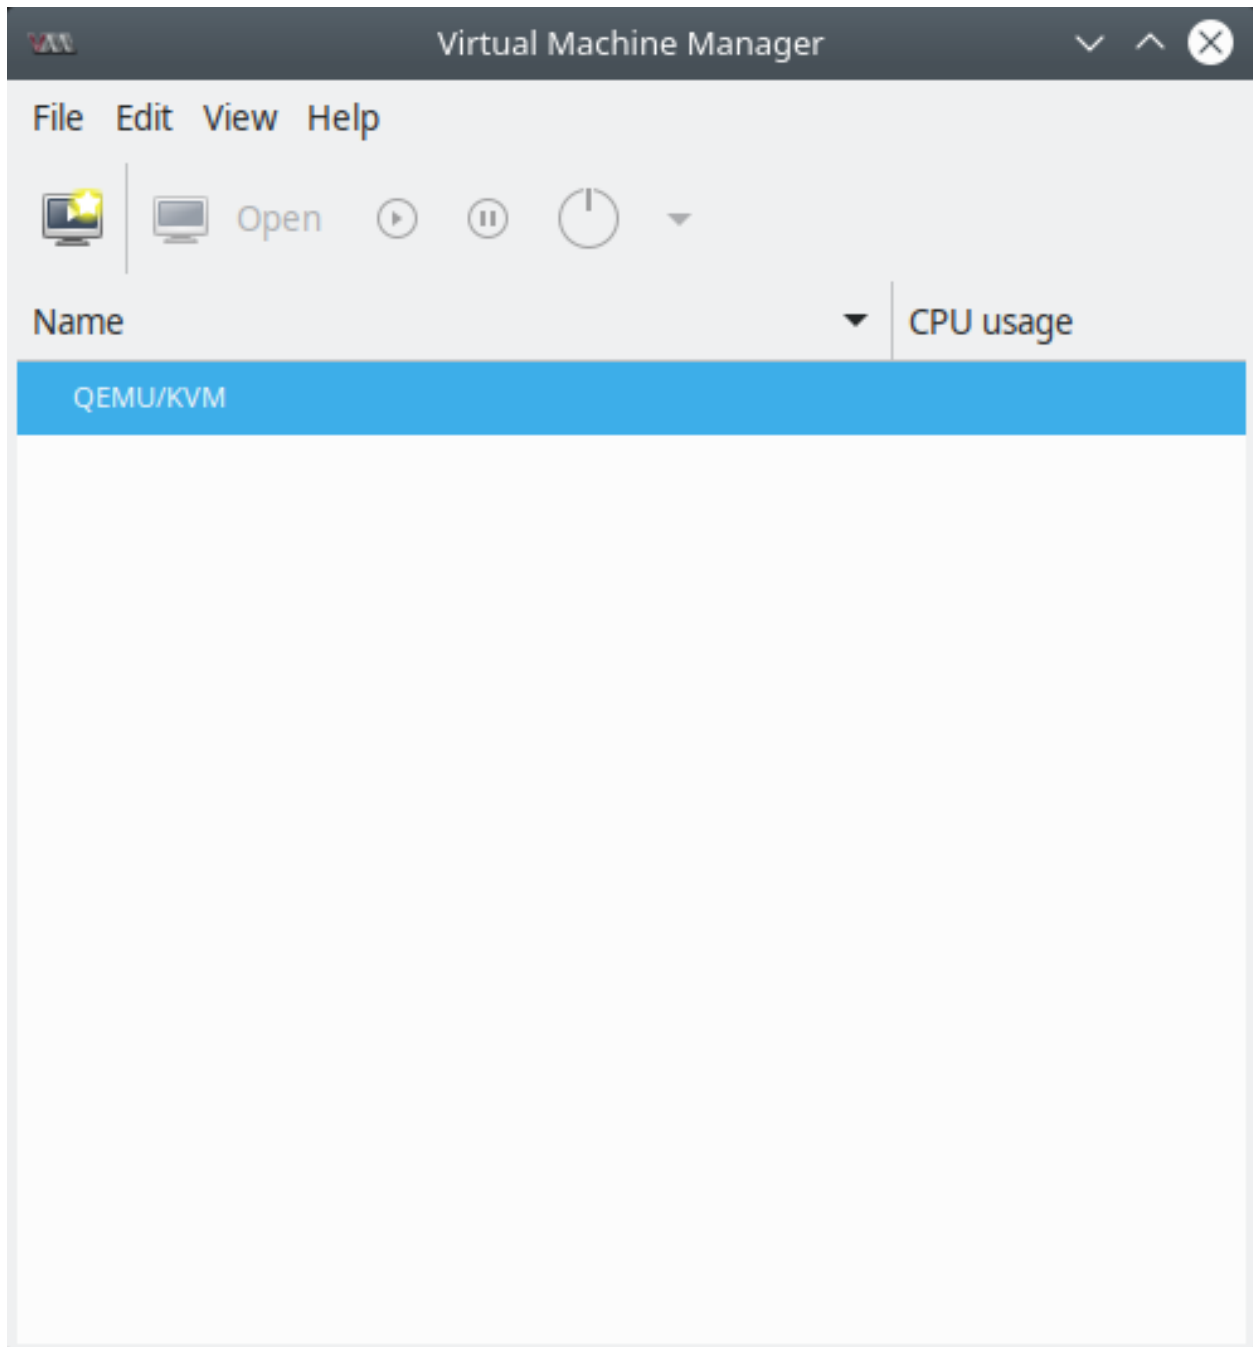 Virtual Machine Manager
File Edit View Help
Open
Name CPU usage
QEMU/KVM